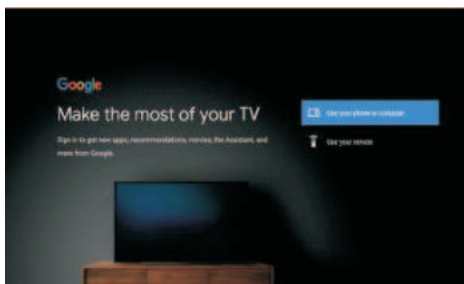 Google
Make the most of your TV
Sign in to get new apps, recommendations, movies, the Assistant, and
more from Google.
Use your phone or computer
Use your remote